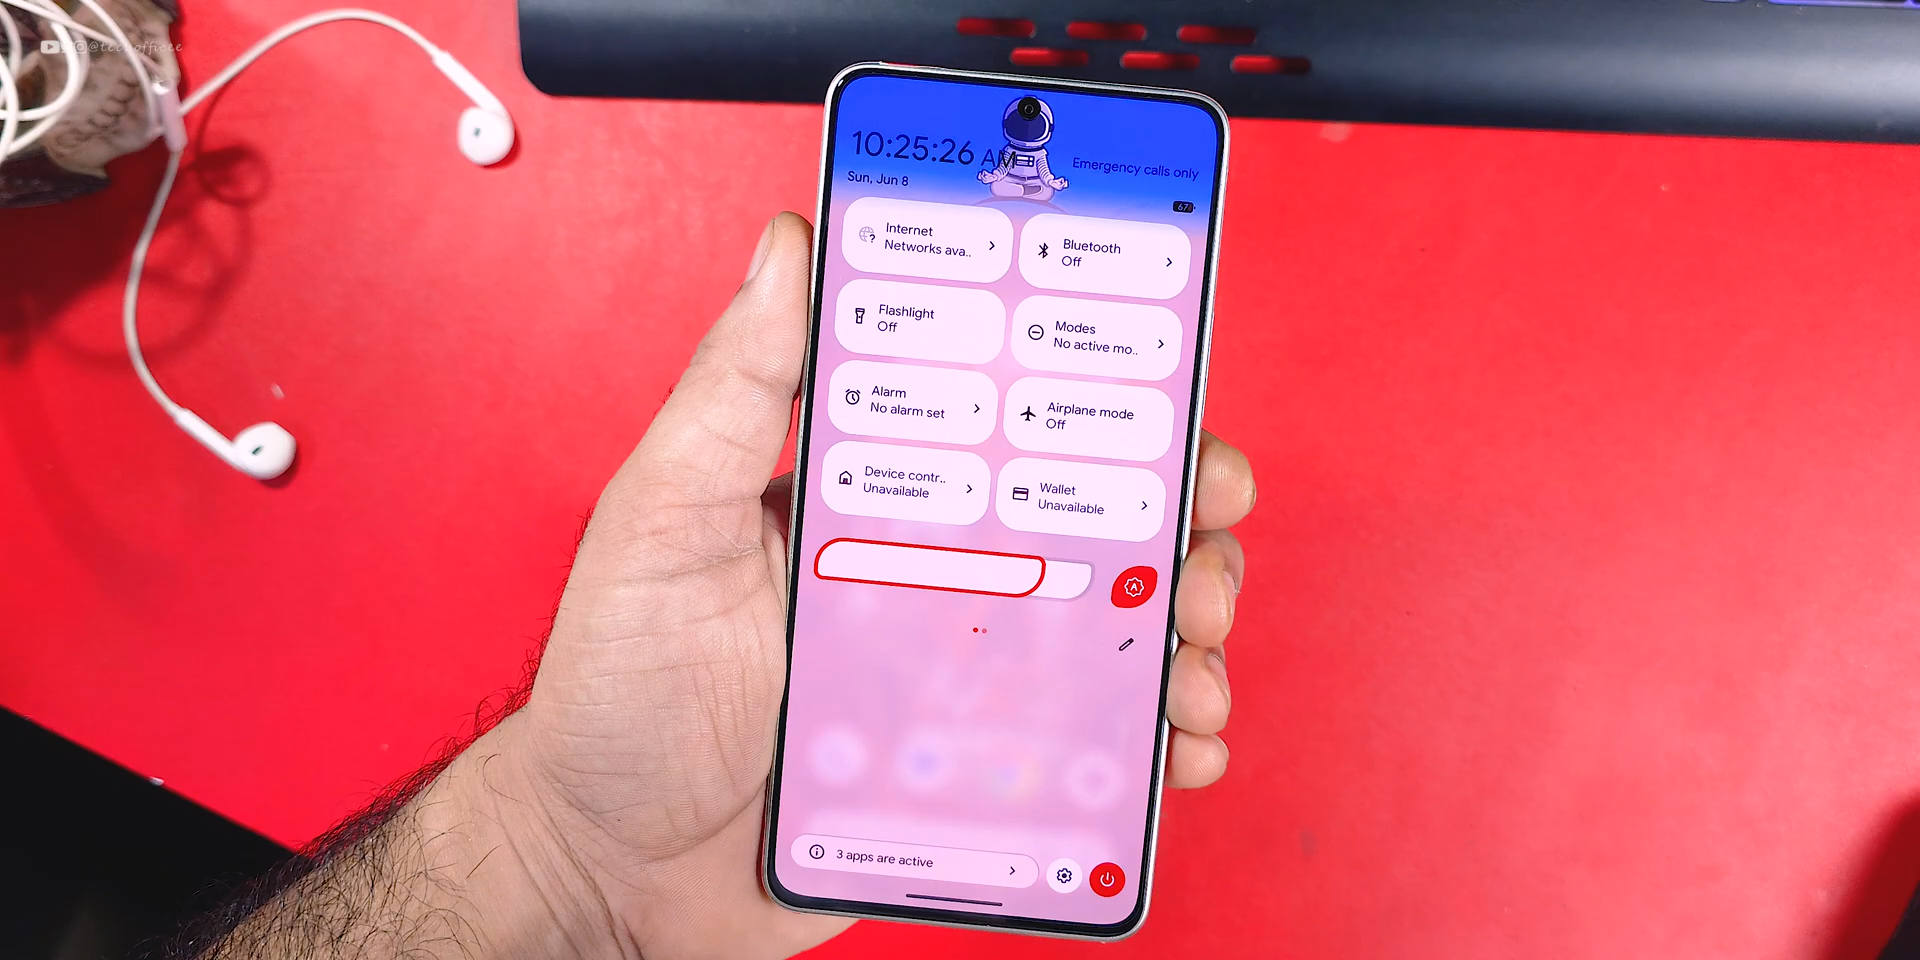 @techofficee
10:25:26 AM
Emergency calls only
Sun, Jun 8
67
Internet
Networks ava..
Bluetooth
Off
Flashlight
Off
Modes
No active mo..
Alarm
No alarm set
Airplane mode
Off
Device contr..
Unavailable
Wallet
Unavailable
A
3 apps are active